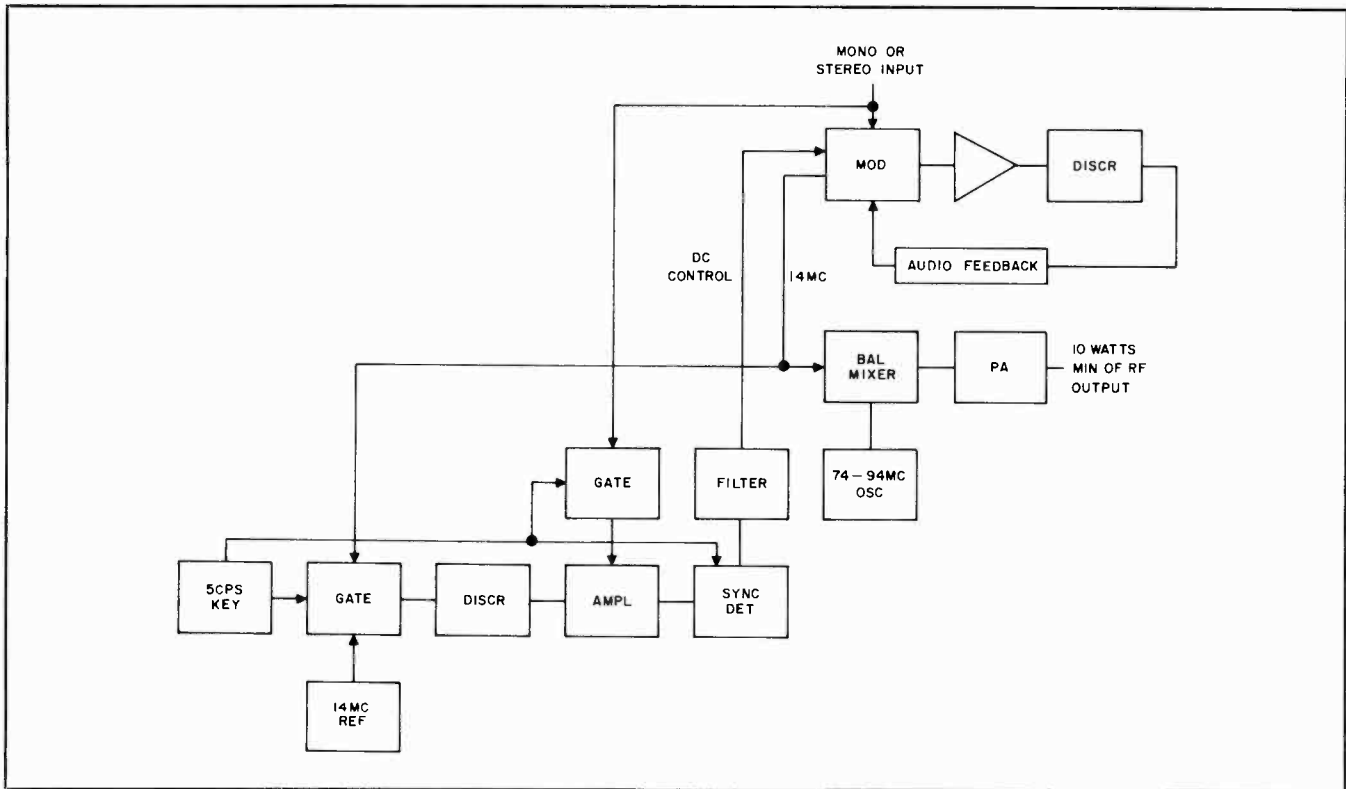 MONO OR
STEREO INPUT
MOD
DISCR
DC
CONTROL
14MC
AUDIO FEEDBACK
BAL
MIXER
PA
10 WATTS
MIN OF RF
OUTPUT
GATE
FILTER
74-94MC
OSC
5CPS
KEY
GATE
DISCR
AMPL
SYNC
DET
14MC
REF